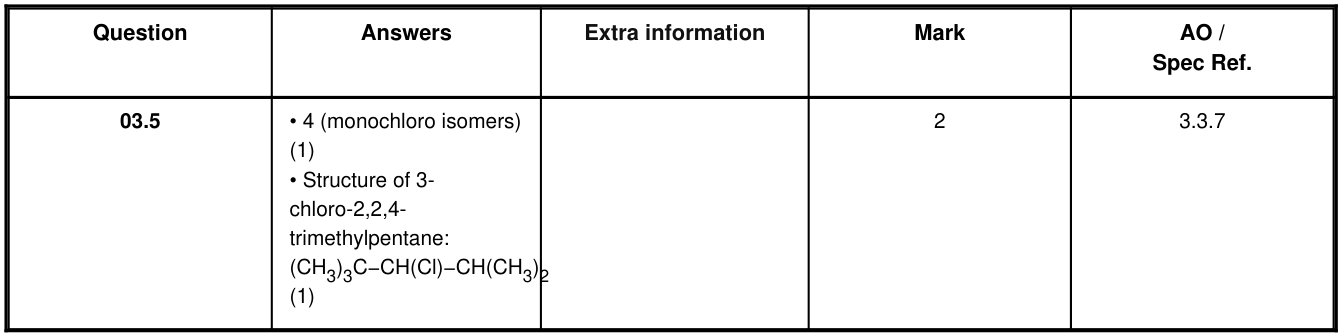 Question Answers Extra information Mark AO /
Spec Ref.
03.5 • 4 (monochloro isomers) 2 3.3.7
(1)
• Structure of 3-
chloro-2,2,4-
trimethylpentane:
(CH₃)₃C–CH(Cl)–CH(CH₃)₂
(1)